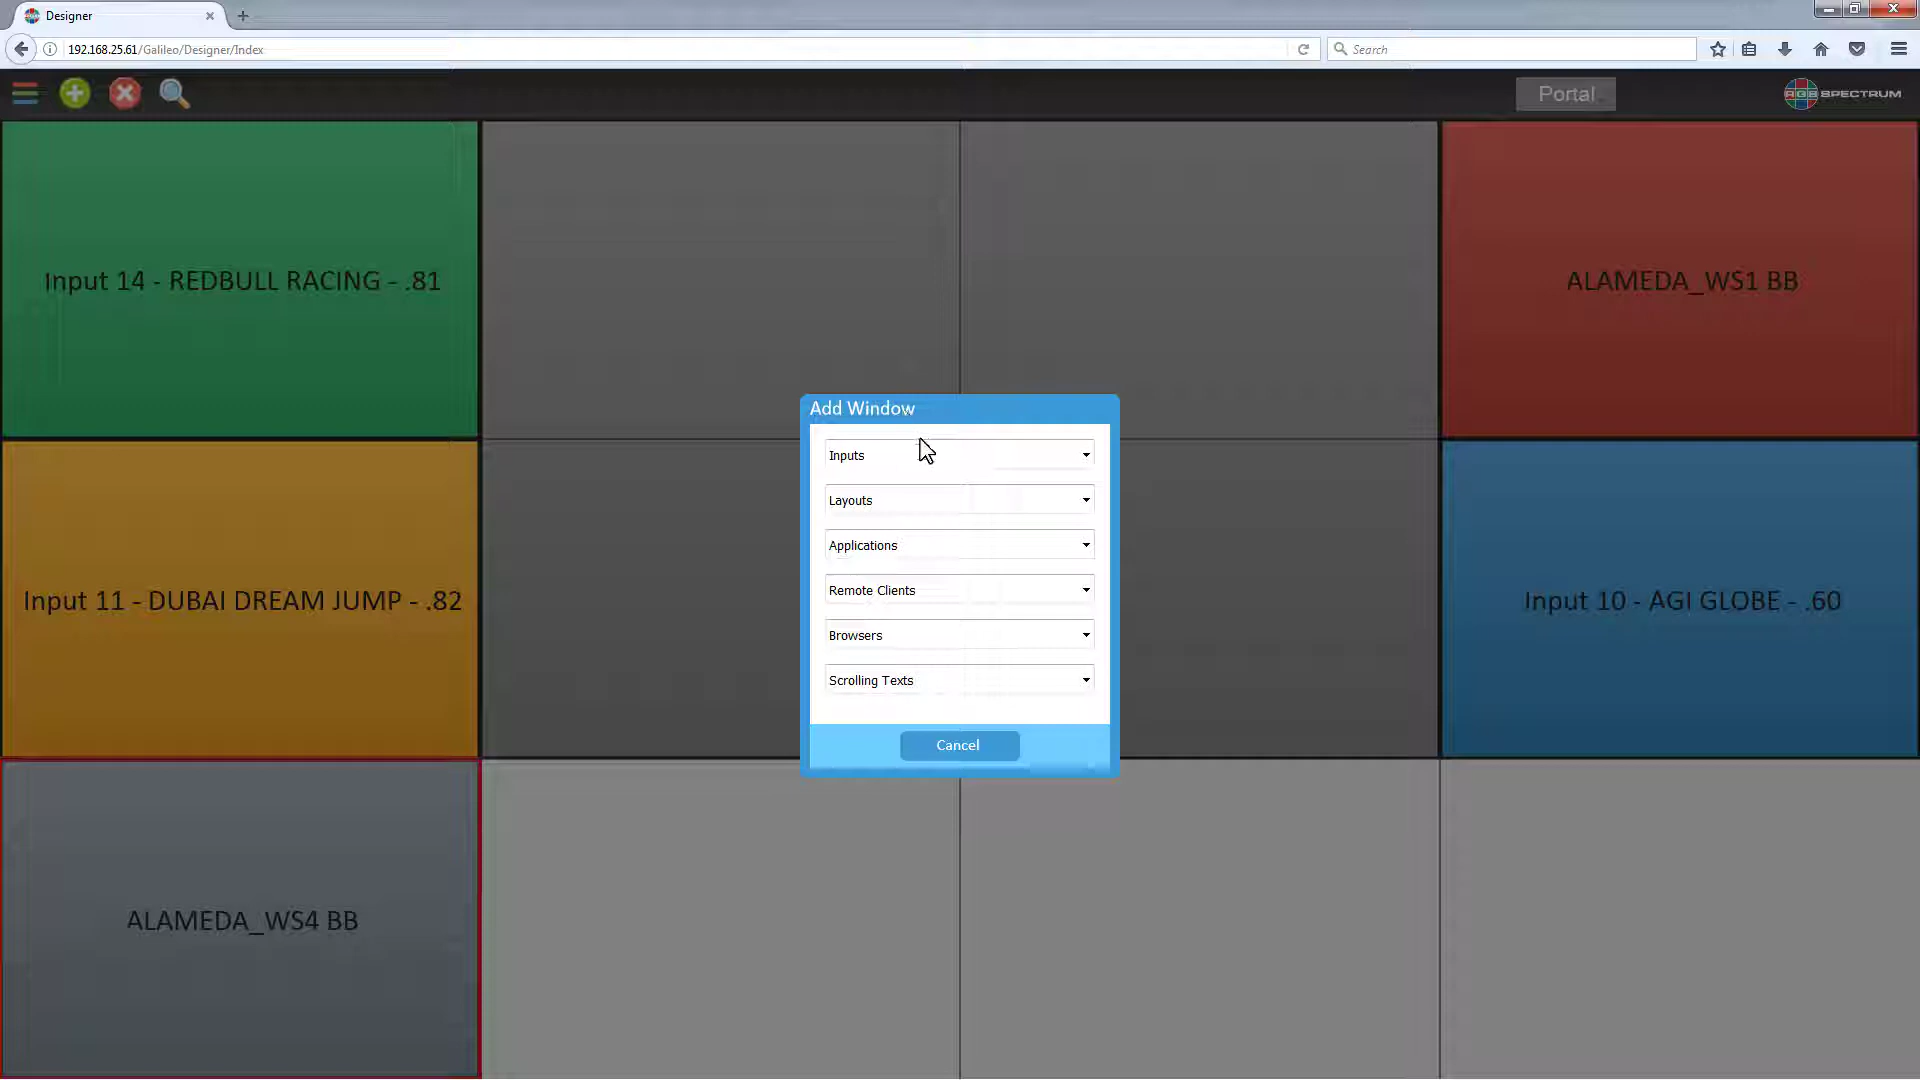 Designer
192.168.25.61/Galileo/Designer/Index
Search
Portal
RGB SPECTRUM
Input 14 - REDBULL RACING - .81
ALAMEDA_WS1 BB
Add Window
Inputs
Layouts
Applications
Remote Clients
Browsers
Scrolling Texts
Cancel
Input 11 - DUBAI DREAM JUMP - .82
Input 10 - AGI GLOBE - .60
ALAMEDA_WS4 BB